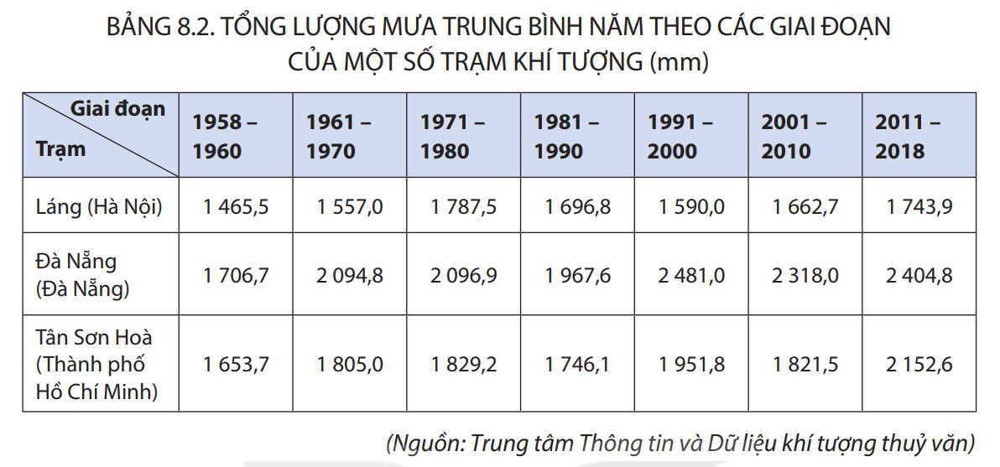 BẢNG 8.2. TỔNG LƯỢNG MƯA TRUNG BÌNH NĂM THEO CÁC GIAI ĐOẠN
CỦA MỘT SỐ TRẠM KHÍ TƯỢNG (mm)
Giai đoạn
Trạm
1958 –
1960
1961 –
1970
1971 –
1980
1981 –
1990
1991 –
2000
2001 –
2010
2011 –
2018
Láng (Hà Nội) 1 465,5 1 557,0 1 787,5 1 696,8 1 590,0 1 662,7 1 743,9
Đà Nẵng
(Đà Nẵng)
1 706,7 2 094,8 2 096,9 1 967,6 2 481,0 2 318,0 2 404,8
Tân Sơn Hoà
(Thành phố
Hồ Chí Minh)
1 653,7 1 805,0 1 829,2 1 746,1 1 951,8 1 821,5 2 152,6
(Nguồn: Trung tâm Thông tin và Dữ liệu khí tượng thuỷ văn)